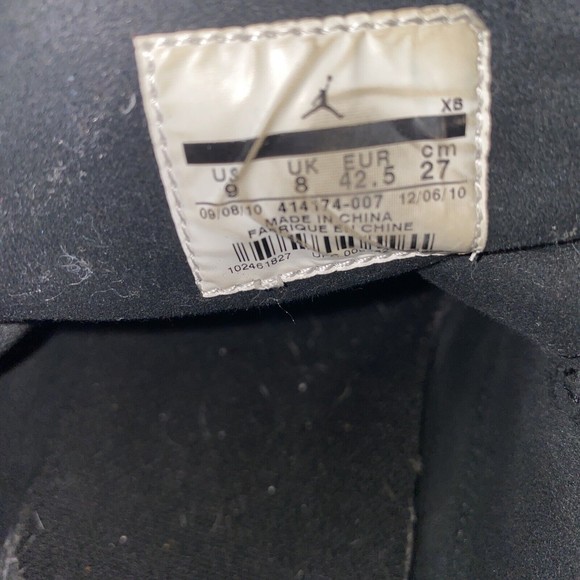 XB
US UK EUR cm
9 8 42.5 27
09/08/10 414174-007 12/06/10
MADE IN CHINA
FABRIQUE EN CHINE
102461827